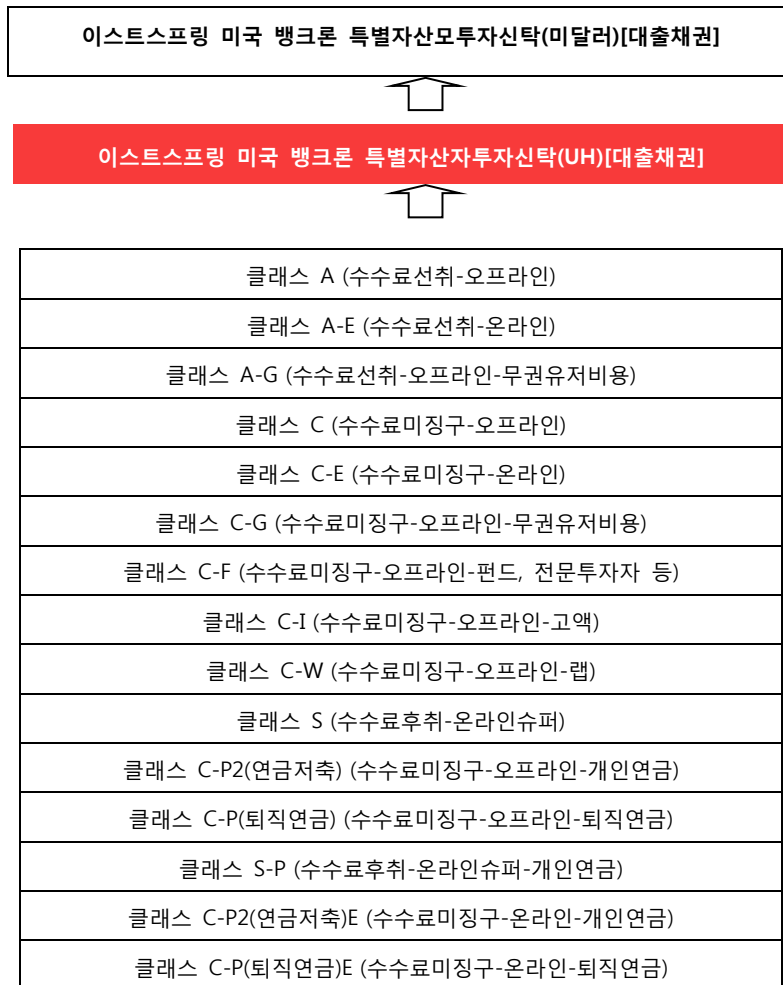 이스트스프링 미국 뱅크론 특별자산모투자신탁(미달러)[대출채권]
이스트스프링 미국 뱅크론 특별자산자투자신탁(UH)[대출채권]
클래스 A (수수료선취-오프라인)
클래스 A-E (수수료선취-온라인)
클래스 A-G (수수료선취-오프라인-무권유저비용)
클래스 C (수수료미징구-오프라인)
클래스 C-E (수수료미징구-온라인)
클래스 C-G (수수료미징구-오프라인-무권유저비용)
클래스 C-F (수수료미징구-오프라인-펀드, 전문투자자 등)
클래스 C-I (수수료미징구-오프라인-고액)
클래스 C-W (수수료미징구-오프라인-랩)
클래스 S (수수료후취-온라인슈퍼)
클래스 C-P2(연금저축) (수수료미징구-오프라인-개인연금)
클래스 C-P(퇴직연금) (수수료미징구-오프라인-퇴직연금)
클래스 S-P (수수료후취-온라인슈퍼-개인연금)
클래스 C-P2(연금저축)E (수수료미징구-온라인-개인연금)
클래스 C-P(퇴직연금)E (수수료미징구-온라인-퇴직연금)